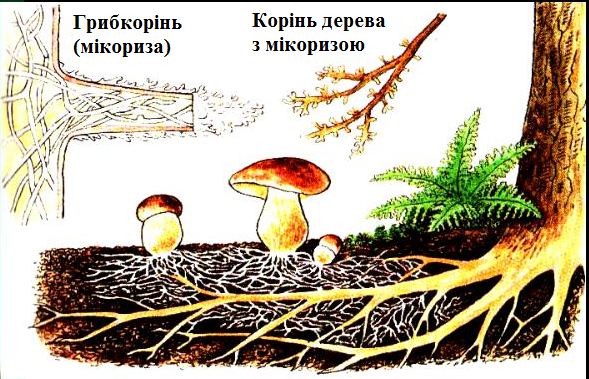 Грибкорінь
(мікориза)
Корінь дерева
з мікоризою